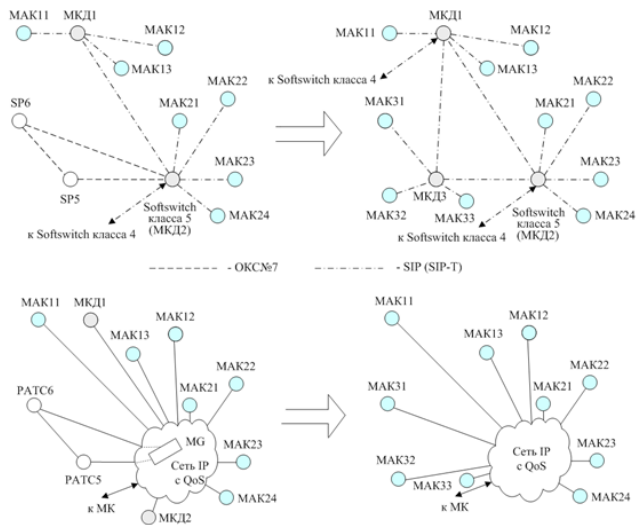 МАК11
МКД1
МАК12
МАК13
МАК22
МАК21
SP6
SP5
МАК23
МАК24
к Softswitch класса 4
Softswitch
класса 5
(МКД2)
МАК11
МКД1
МАК12
МАК13
к Softswitch класса 4
МАК22
МАК31
МАК21
МАК23
МКД3
МАК32
МАК33
МАК24
к Softswitch класса 4
Softswitch
класса 5
(МКД2)
- ОКС№7
- SIP (SIP-T)
МАК11
МКД1
МАК12
МАК13
МАК22
МАК21
РАТС6
MG
МАК23
Сеть IP
с QoS
РАТС5
МАК24
к МК
МКД2
МАК11
МАК12
МАК13
МАК22
МАК31
МАК21
МАК23
Сеть IP
с QoS
МАК32
МАК33
к МК
МАК24